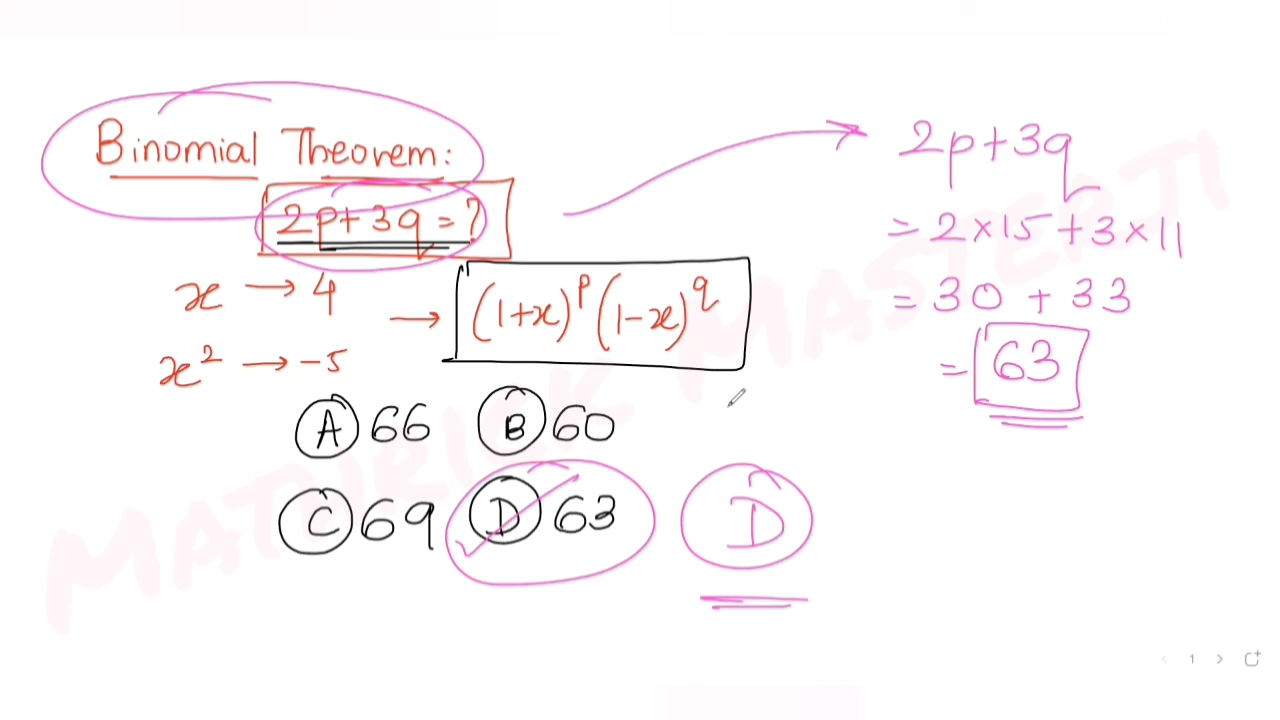 Binomial Theorem:
2p+3q = ?
x → 4
x² → -5
→ (1+x)^p (1-x)^q
(A) 66 (B) 60
(C) 69 (D) 63
D
2p+3q
= 2×15 + 3×11
= 30 + 33
= 63
1